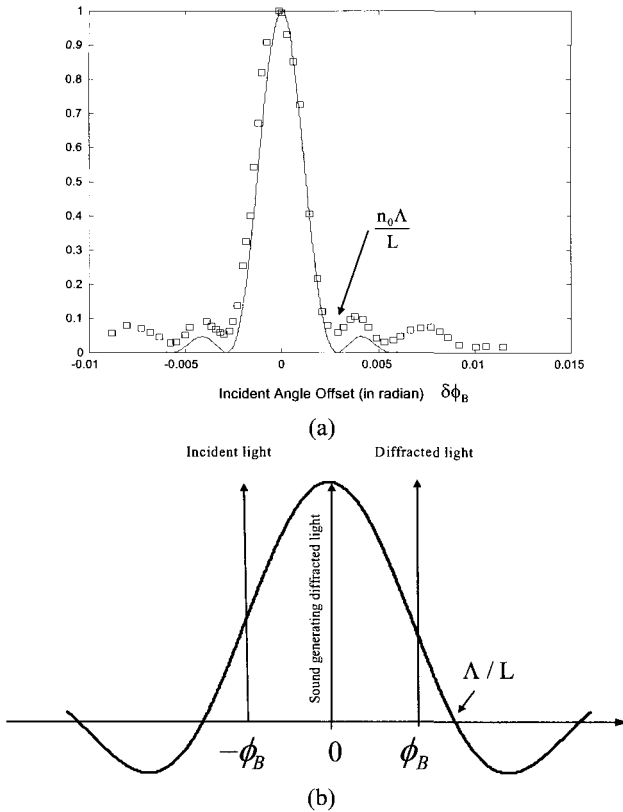 1
0.9
0.8
0.7
0.6
0.5
0.4
0.3
0.2
0.1
0
-0.01
-0.005
0
0.005
0.01
0.015
n₀Λ
L
Incident Angle Offset (in radian) δϕ_B
(a)
Incident light
Diffracted light
Sound generating diffracted light
Λ / L
−ϕ_B
0
ϕ_B
(b)